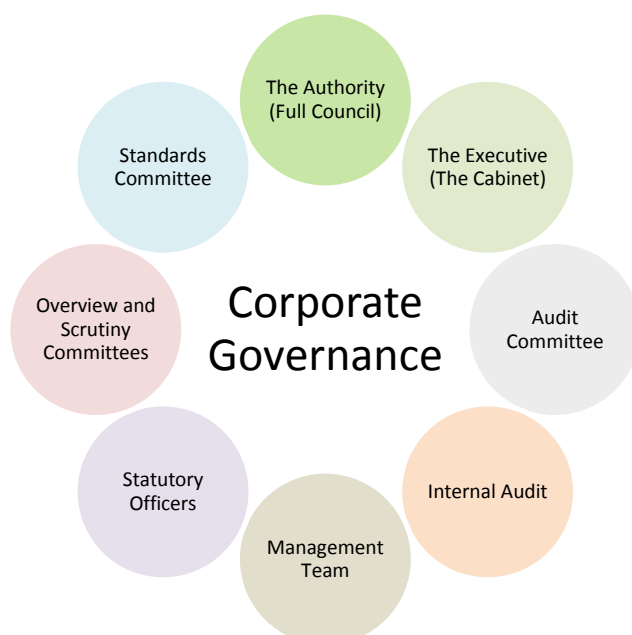 The Authority
(Full Council)
The Executive
(The Cabinet)
Audit
Committee
Internal Audit
Management
Team
Statutory
Officers
Overview and
Scrutiny
Committees
Standards
Committee
Corporate
Governance